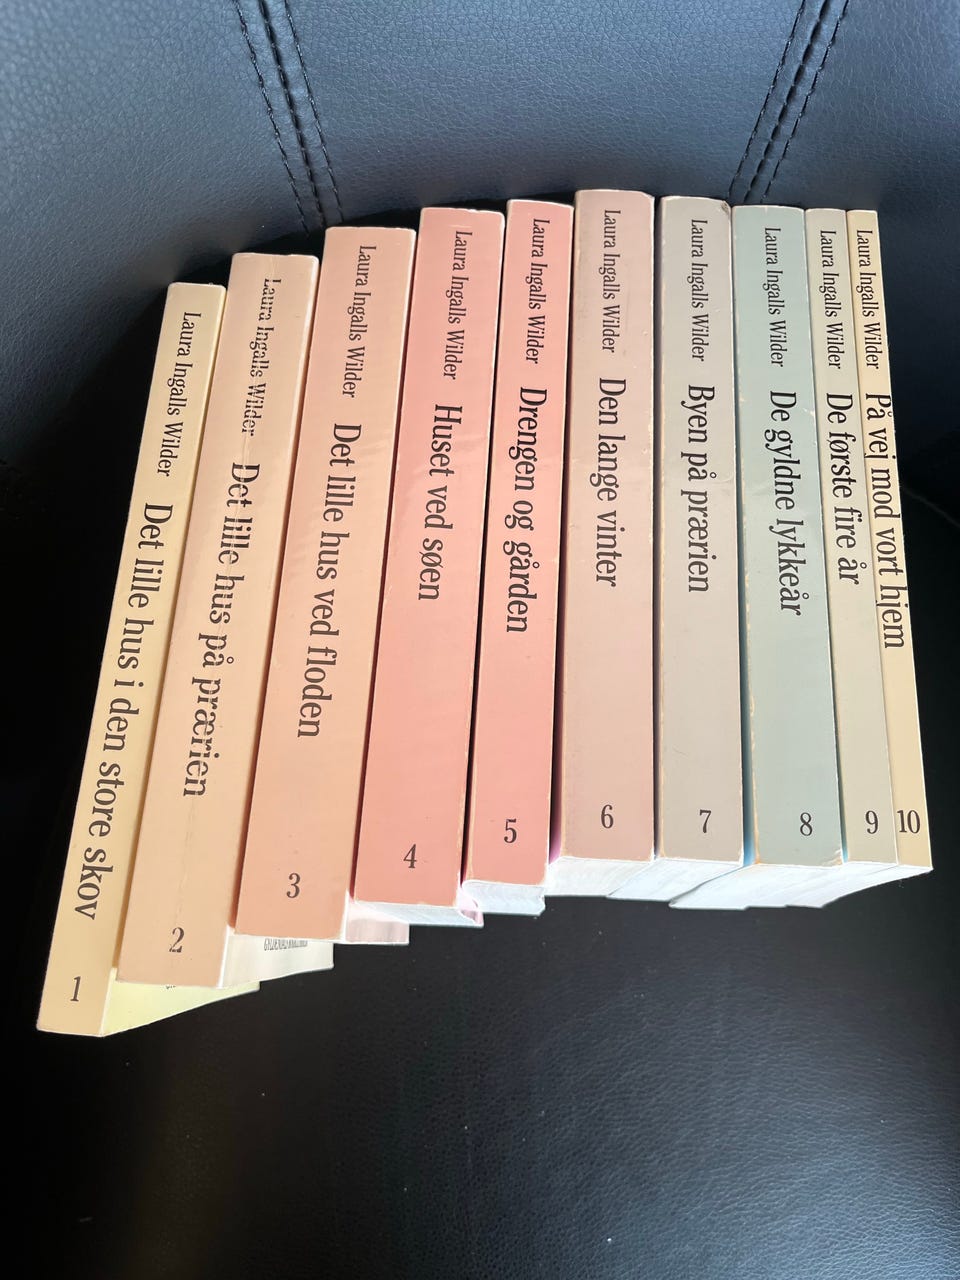 Laura Ingalls Wilder Det lille hus i den store skov 1
Laura Ingalls Wilder Det lille hus på prærien 2
Laura Ingalls Wilder Det lille hus ved floden 3
Laura Ingalls Wilder Huset ved søen 4
Laura Ingalls Wilder Drengen og gården 5
Laura Ingalls Wilder Den lange vinter 6
Laura Ingalls Wilder Byen på prærien 7
Laura Ingalls Wilder De gyldne lykkeår 8
Laura Ingalls Wilder De første fire år 9
Laura Ingalls Wilder På vej mod vort hjem 10